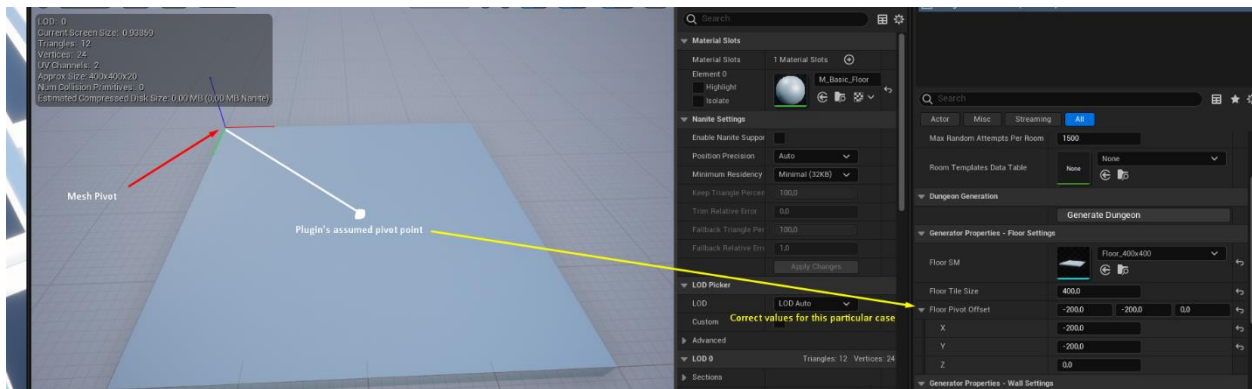 LOD: 0
Current Screen Size: 0.93859
Triangles: 12
Vertices: 24
UV Channels: 2
Approx Size: 400x400x20
Num Collision Primitives: 0
Estimated Compressed Disk Size: 0,00 MB (0,00 MB Nanite)
Mesh Pivot
Plugin's assumed pivot point
Correct values for this particular case
Search
Material Slots
Material Slots 1 Material Slots
Element 0
Highlight
Isolate
M_Basic_Floor
Nanite Settings
Enable Nanite Suppor
Position Precision Auto
Minimum Residency Minimal (32KB)
Keep Triangle Percen 100,0
Trim Relative Error 0,0
Fallback Triangle Per 100,0
Fallback Relative Erro 1,0
Apply Changes
LOD Picker
LOD LOD Auto
Custom
Advanced
LOD 0 Triangles: 12 Vertices: 24
Sections
Search
Actor Misc Streaming All
Max Random Attempts Per Room 1500
Room Templates Data Table None None
Dungeon Generation
Generate Dungeon
Generator Properties - Floor Settings
Floor SM Floor_400x400
Floor Tile Size 400,0
Floor Pivot Offset -200,0 -200,0 0,0
X -200,0
Y -200,0
Z 0,0
Generator Properties - Wall Settings